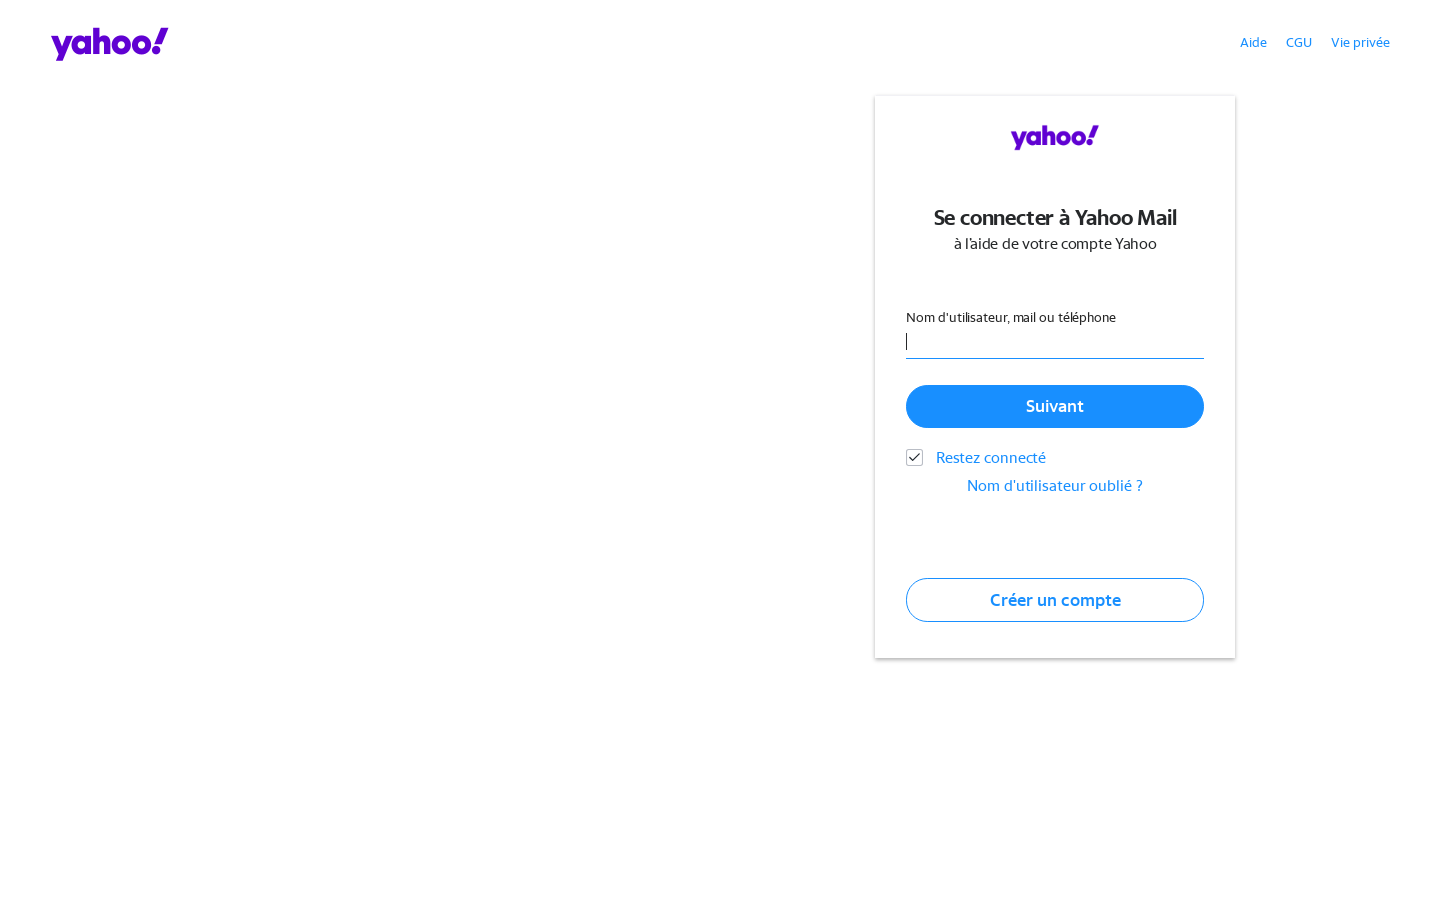 yahoo!
Aide
CGU
Vie privée
yahoo!
Se connecter à Yahoo Mail
à l'aide de votre compte Yahoo
Nom d'utilisateur, mail ou téléphone
Suivant
Restez connecté
Nom d'utilisateur oublié ?
Créer un compte